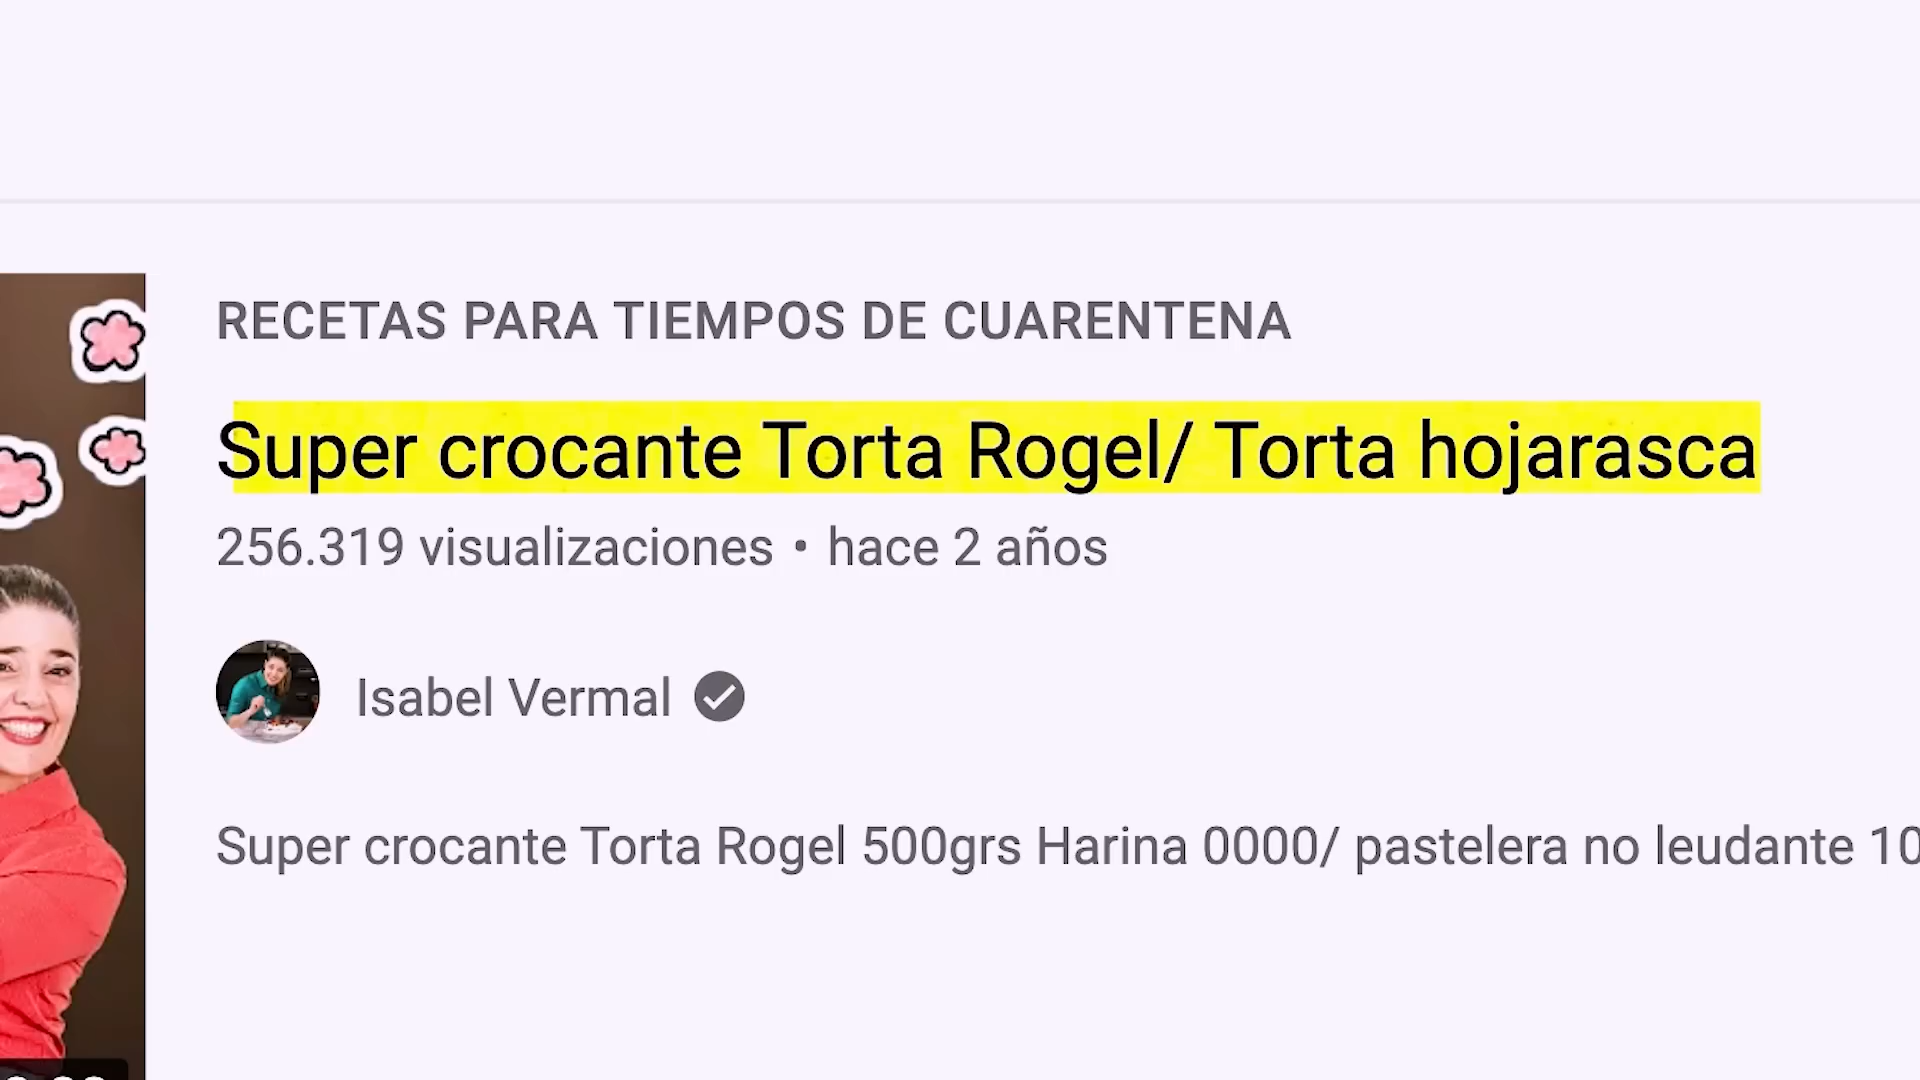 RECETAS PARA TIEMPOS DE CUARENTENA
Super crocante Torta Rogel/ Torta hojarasca
256.319 visualizaciones • hace 2 años
Isabel Vermal
Super crocante Torta Rogel 500grs Harina 0000/ pastelera no leudante 10